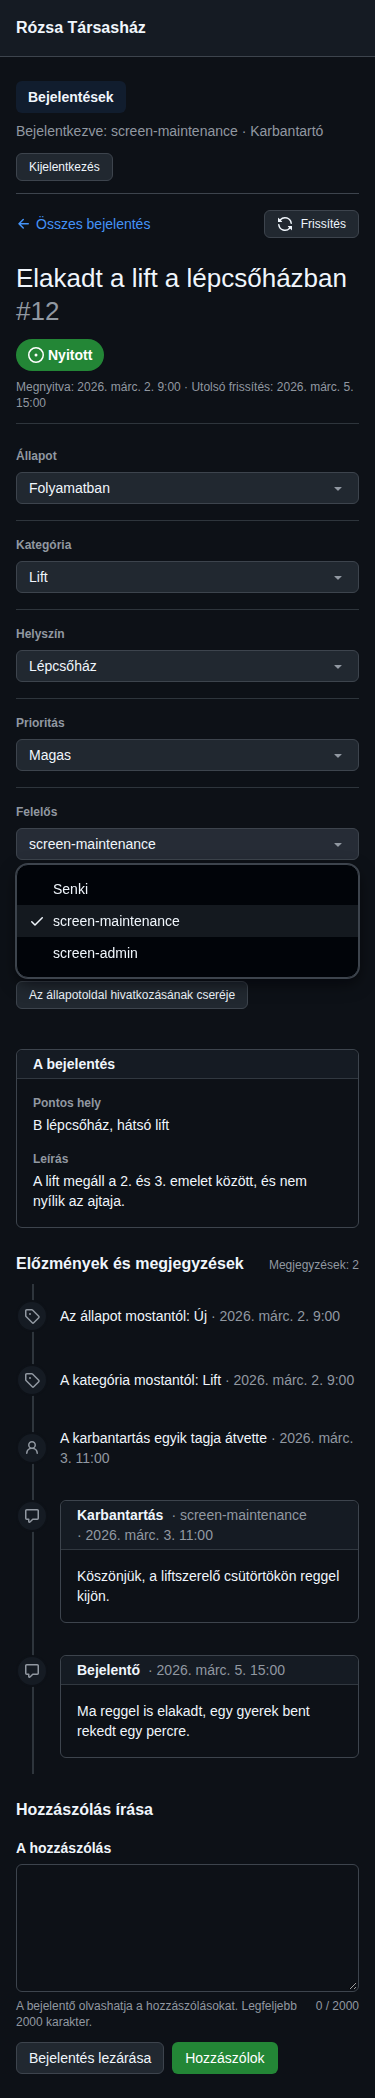 Rózsa Társasház
Bejelentések
Bejelentkezve: screen-maintenance · Karbantartó
Kijelentkezés
← Összes bejelentés
Frissítés
Elakadt a lift a lépcsőházban
#12
Nyitott
Megnyitva: 2026. márc. 2. 9:00 · Utolsó frissítés: 2026. márc. 5.
15:00
Állapot
Folyamatban
Kategória
Lift
Helyszín
Lépcsőház
Prioritás
Magas
Felelős
screen-maintenance
Senki
screen-maintenance
screen-admin
Az állapotoldal hivatkozásának cseréje
A bejelentés
Pontos hely
B lépcsőház, hátsó lift
Leírás
A lift megáll a 2. és 3. emelet között, és nem
nyílik az ajtaja.
Előzmények és megjegyzések
Megjegyzések: 2
Az állapot mostantól: Új · 2026. márc. 2. 9:00
A kategória mostantól: Lift · 2026. márc. 2. 9:00
A karbantartás egyik tagja átvette · 2026. márc.
3. 11:00
Karbantartás · screen-maintenance
· 2026. márc. 3. 11:00
Köszönjük, a liftszerelő csütörtökön reggel
kijön.
Bejelentő · 2026. márc. 5. 15:00
Ma reggel is elakadt, egy gyerek bent
rekedt egy percre.
Hozzászólás írása
A hozzászólás
A bejelentő olvashatja a hozzászólásokat. Legfeljebb
2000 karakter.
0 / 2000
Bejelentés lezárása
Hozzászólok